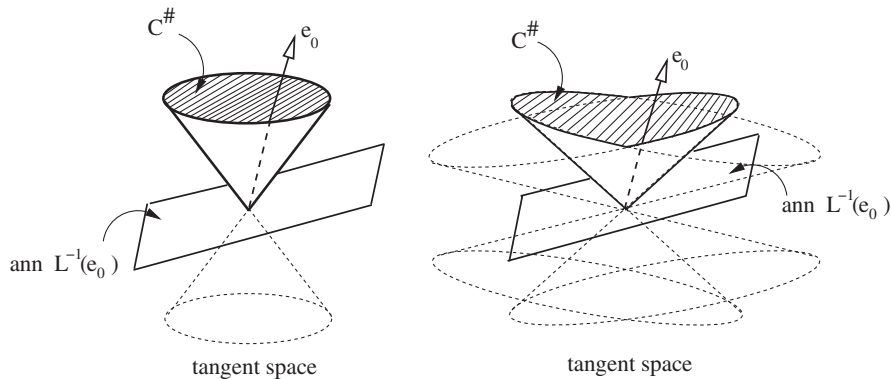 C#
e0
ann L−1(e0)
tangent space
C#
e0
ann L−1(e0)
tangent space